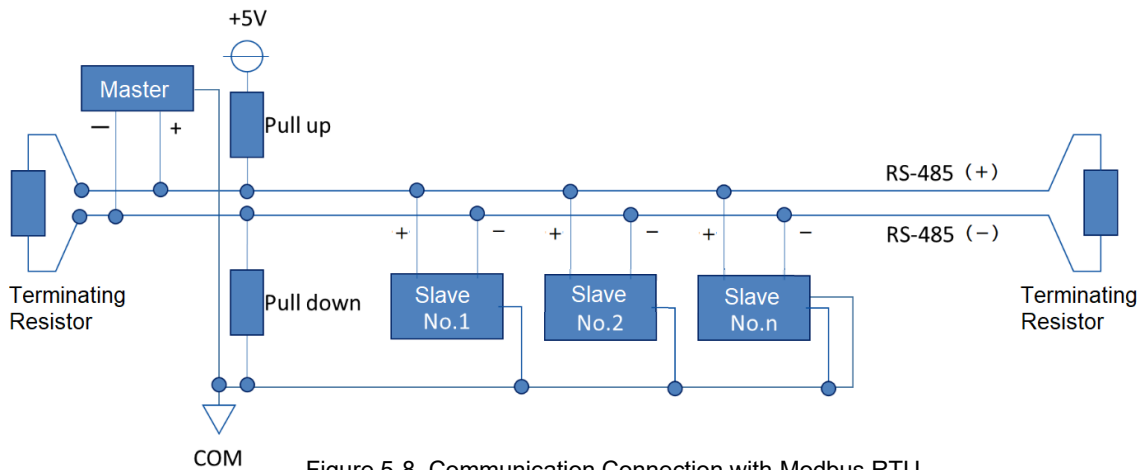 +5V
Master
— +
Pull up
RS-485（+）
RS-485（−）
+ − + − + −
Terminating
Resistor
Pull down
Slave
No.1
Slave
No.2
Slave
No.n
Terminating
Resistor
COM
Figure 5-8 Communication Connection with Modbus RTU